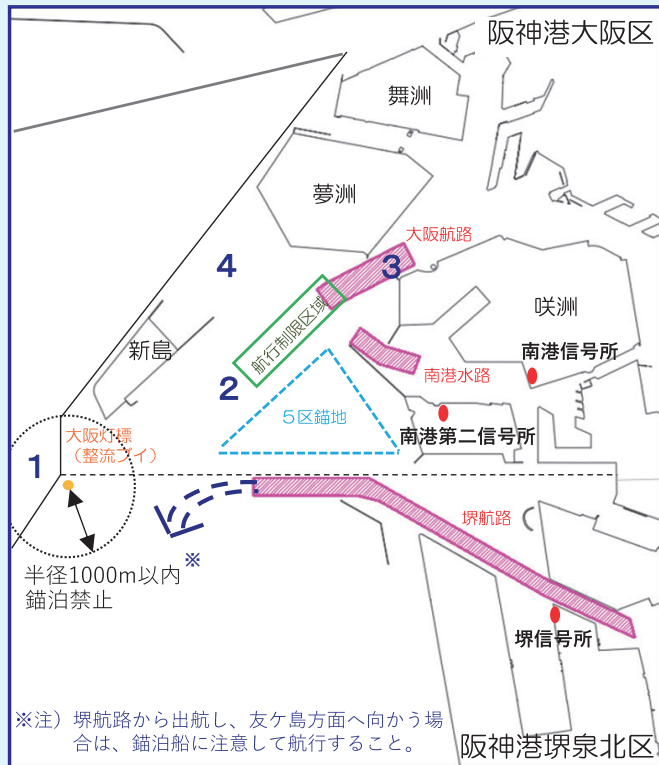 阪神港大阪区
舞洲
夢洲
大阪航路
3
4
航行制限区域
咲洲
新島
南港信号所
南港水路
2
5区錨地
南港第二信号所
大阪灯標
（整流ブイ）
1
堺航路
※
半径1000m以内
錨泊禁止
堺信号所
※注）堺航路から出航し、友ケ島方面へ向かう場
合は、錨泊船に注意して航行すること。
阪神港堺泉北区